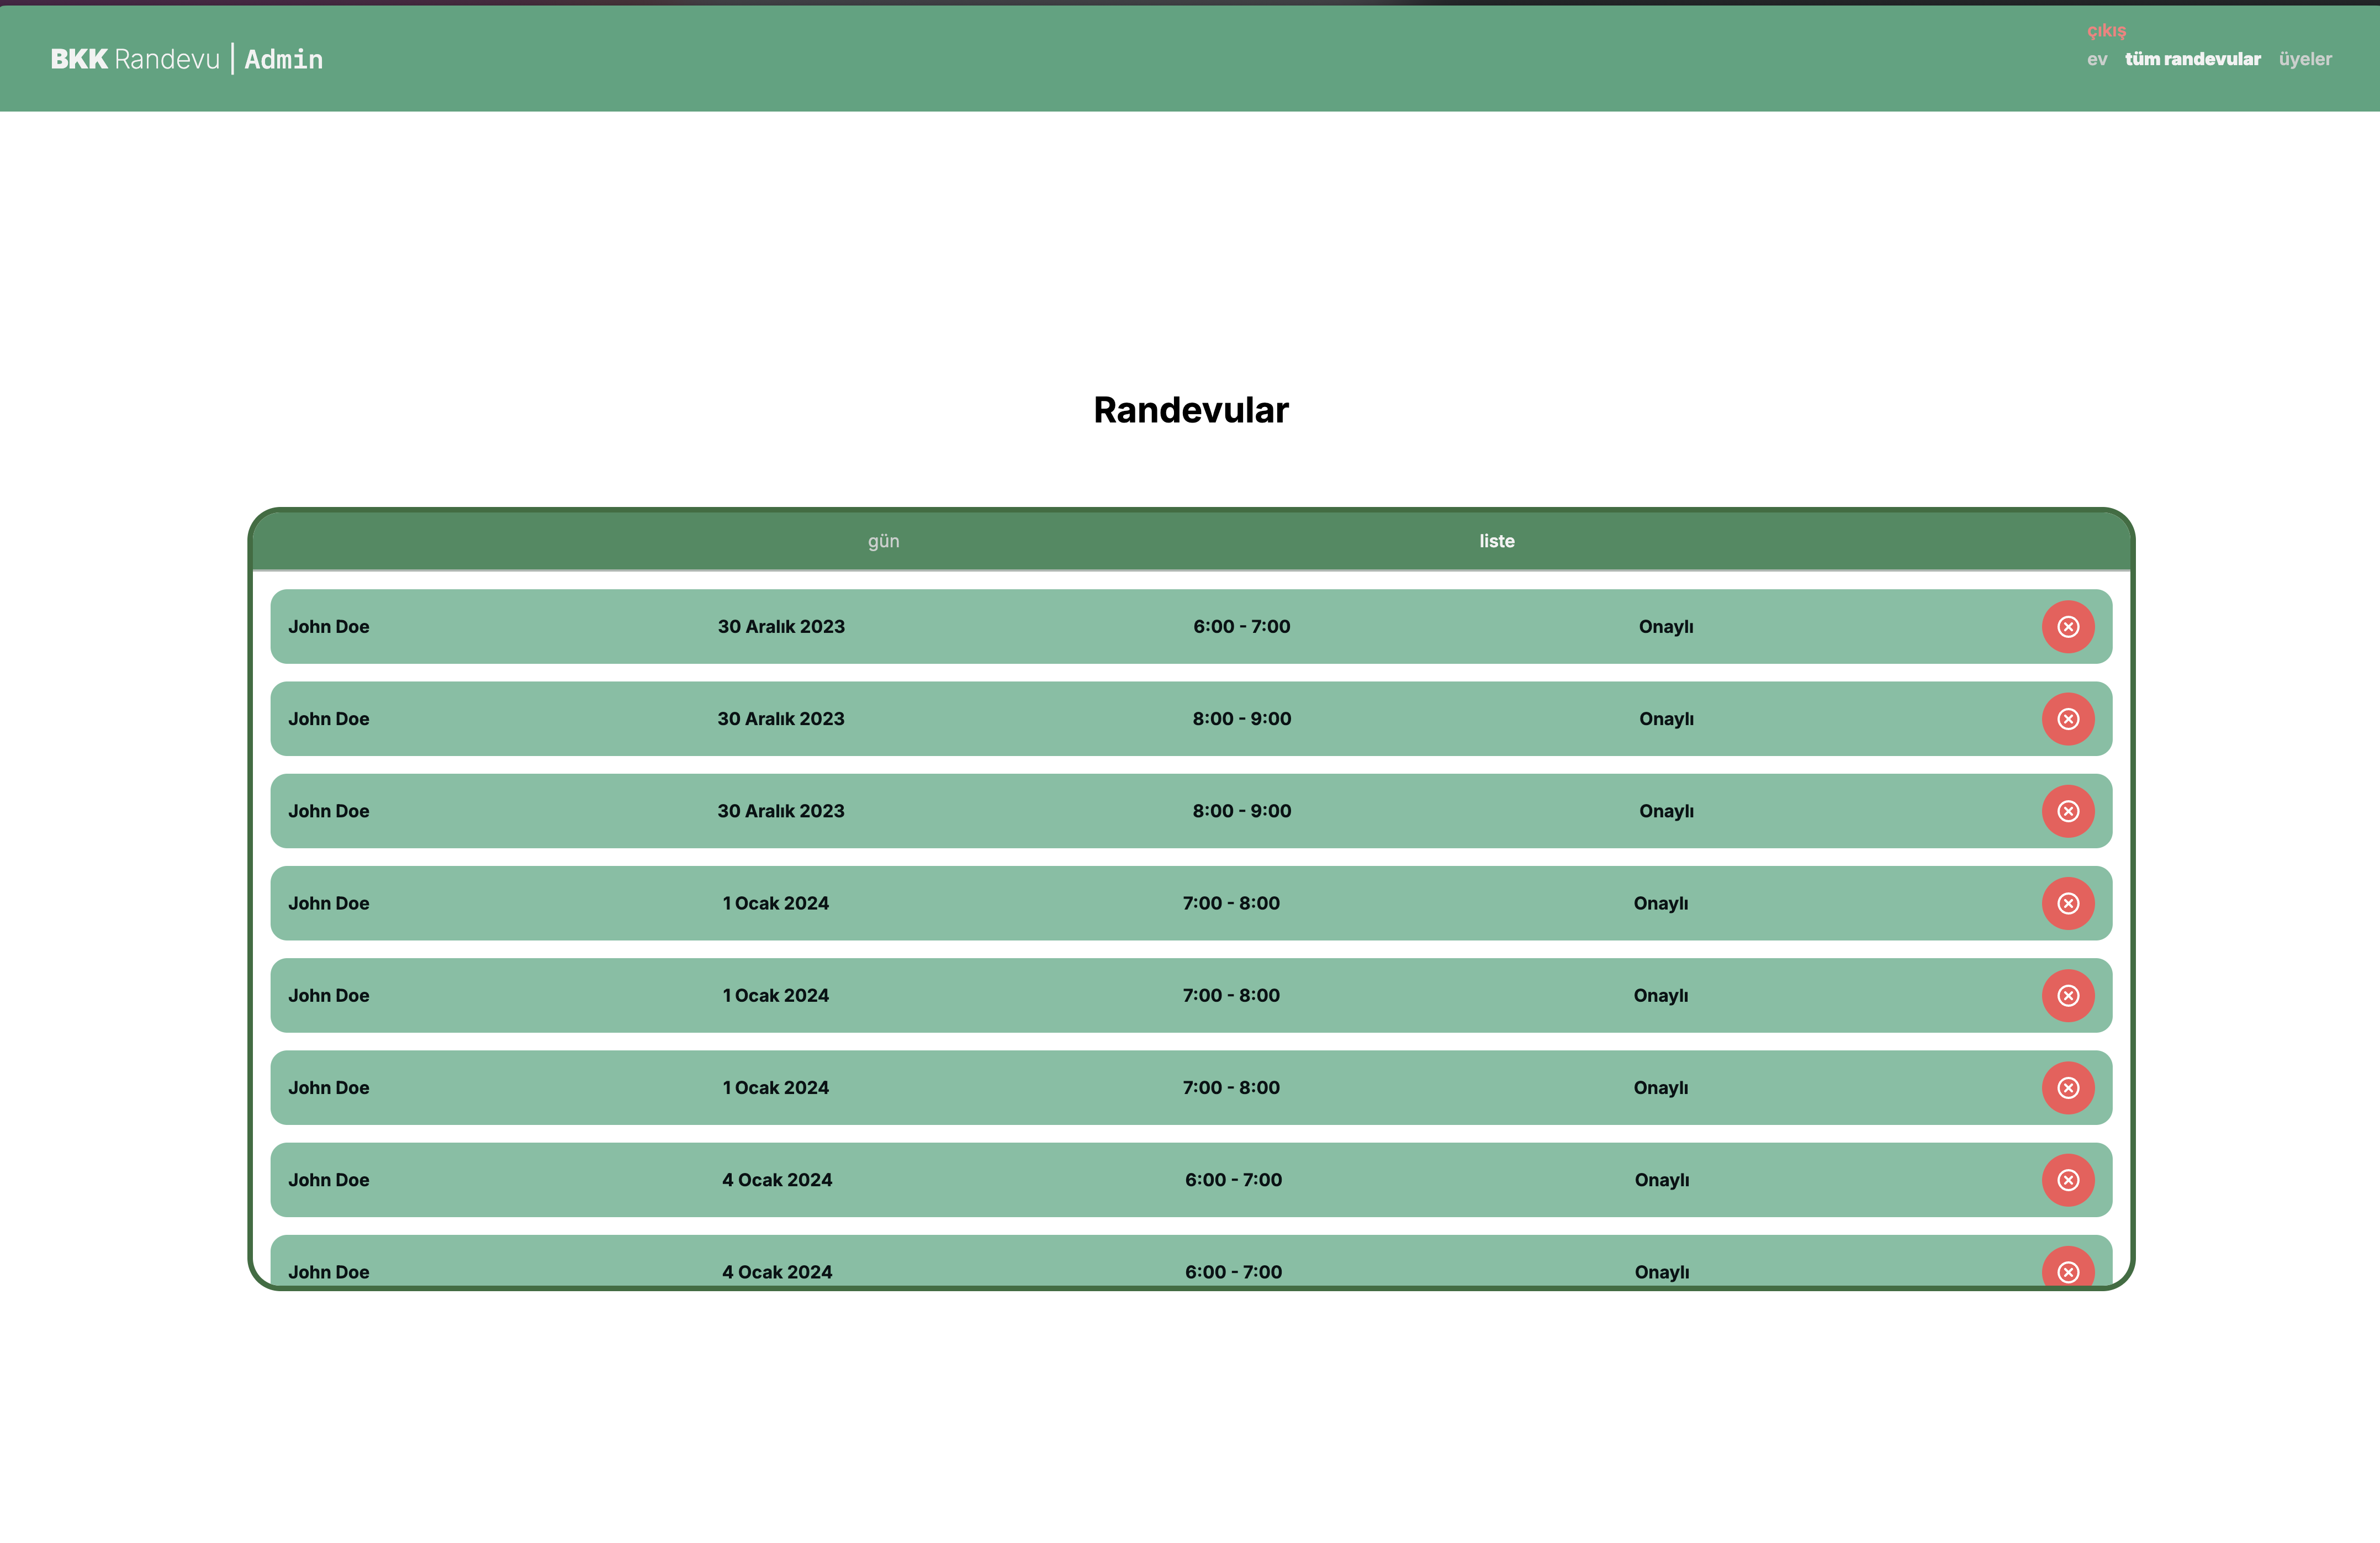 BKK Randevu | Admin
çıkış
ev tüm randevular üyeler
Randevular
gün liste
John Doe 30 Aralık 2023 6:00 - 7:00 Onaylı
John Doe 30 Aralık 2023 8:00 - 9:00 Onaylı
John Doe 30 Aralık 2023 8:00 - 9:00 Onaylı
John Doe 1 Ocak 2024 7:00 - 8:00 Onaylı
John Doe 1 Ocak 2024 7:00 - 8:00 Onaylı
John Doe 1 Ocak 2024 7:00 - 8:00 Onaylı
John Doe 4 Ocak 2024 6:00 - 7:00 Onaylı
John Doe 4 Ocak 2024 6:00 - 7:00 Onaylı